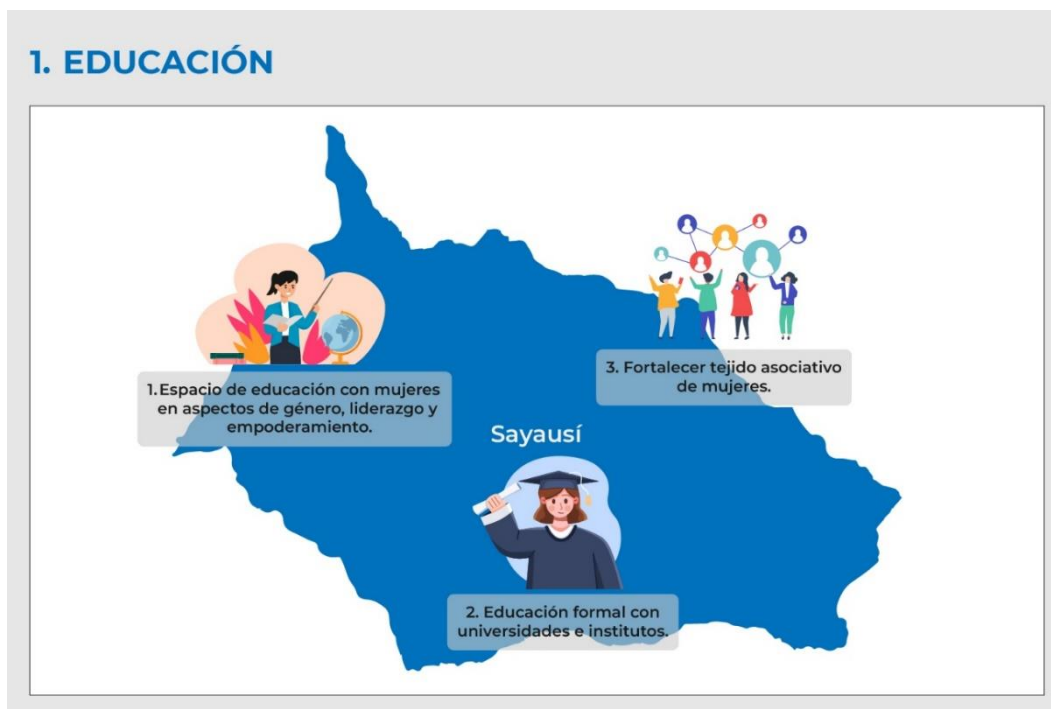 1. EDUCACIÓN
1.Espacio de educación con mujeres
en aspectos de género, liderazgo y
empoderamiento.
3. Fortalecer tejido asociativo
de mujeres.
Sayausí
2. Educación formal con
universidades e institutos.